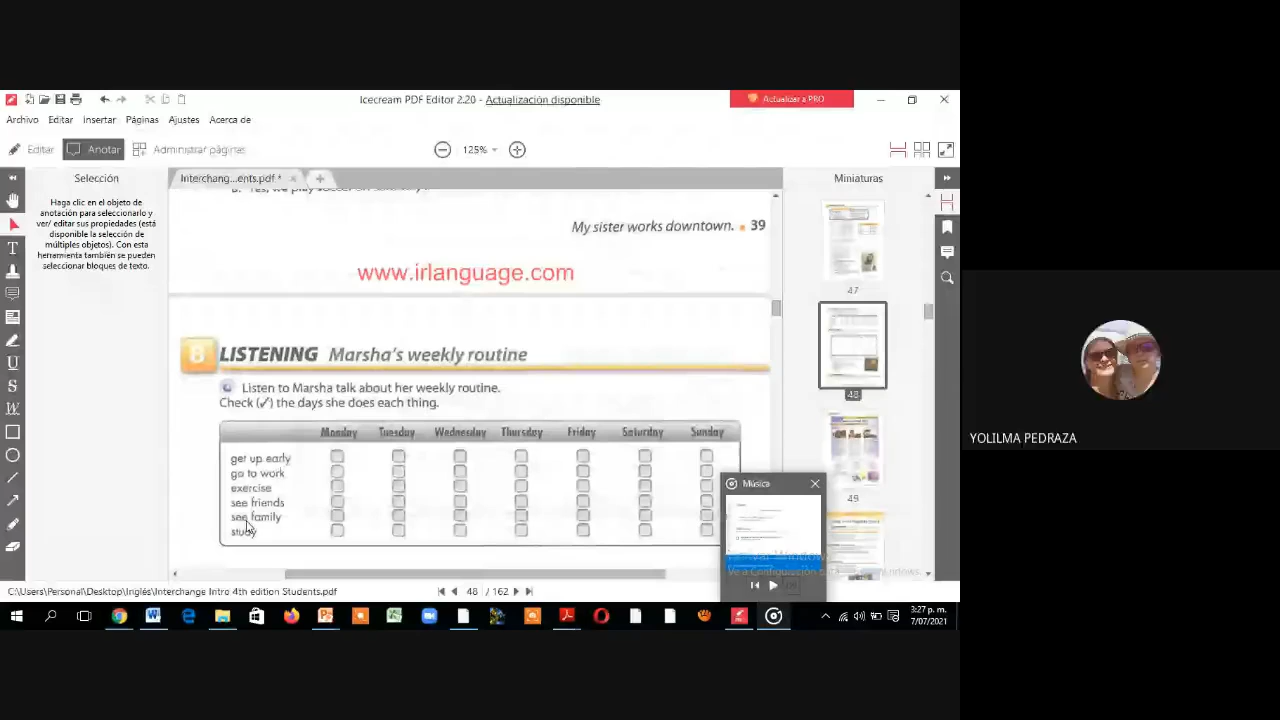 Icecream PDF Editor 2.20 - Actualización disponible
Actualizar a PRO
Archivo Editar Insertar Páginas Ajustes Acerca de
Editar Anotar Administrar páginas
125%
Selección
Interchang...ents.pdf *
Miniaturas
Haga clic en el objeto de
anotación para seleccionarlo y
ver/ editar sus propiedades (está
disponible la selección de
múltiples objetos). Con esta
herramienta también se pueden
seleccionar bloques de texto.
My sister works downtown. 39
www.irlanguage.com
47
8 LISTENING Marsha's weekly routine
Listen to Marsha talk about her weekly routine.
Check (✓) the days she does each thing.
48
Monday Tuesday Wednesday Thursday Friday Saturday Sunday
get up early
go to work
exercise
see friends
see family
study
Música
49
YOLILMA PEDRAZA
C:\Users\Personal\Desktop\Inglés\Interchange Intro 4th edition Students.pdf
48 / 162
3:27 p. m.
7/07/2021